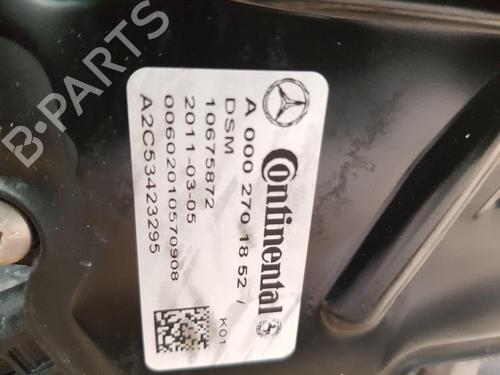 Continental
A 000 270 18 52 /
DSM
10675872
2011-03-05
00602010570908
A2C53423295
K01
B-PARTS